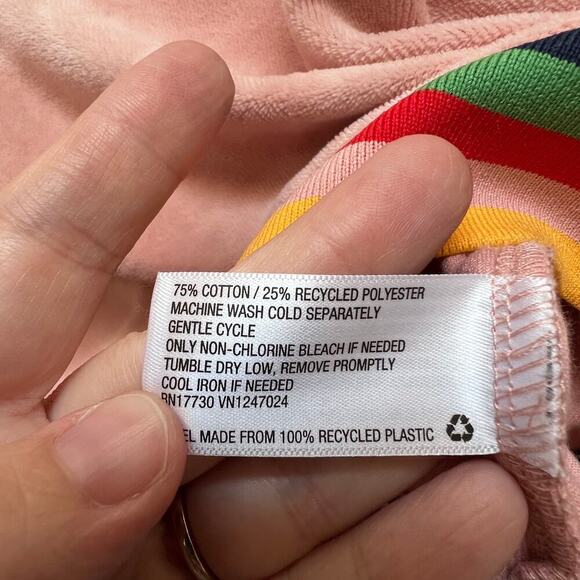 75% COTTON / 25% RECYCLED POLYESTER
MACHINE WASH COLD SEPARATELY
GENTLE CYCLE
ONLY NON-CHLORINE BLEACH IF NEEDED
TUMBLE DRY LOW, REMOVE PROMPTLY
COOL IRON IF NEEDED
RN17730 VN1247024
EL MADE FROM 100% RECYCLED PLASTIC